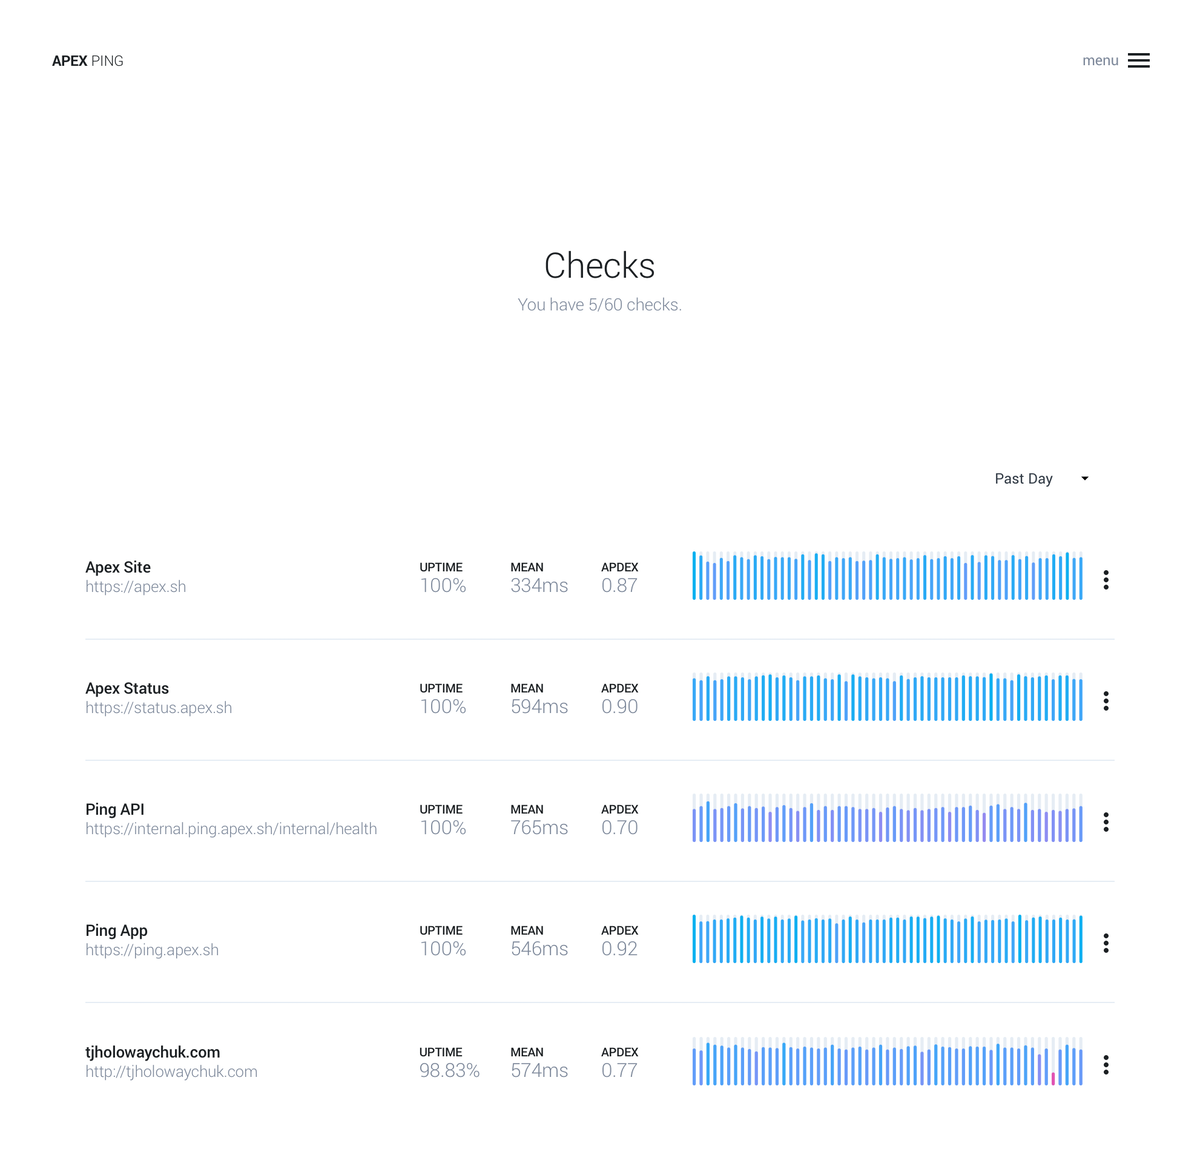 APEX PING
menu
Checks
You have 5/60 checks.
Past Day
Apex Site
https://apex.sh
UPTIME
100%
MEAN
334ms
APDEX
0.87
Apex Status
https://status.apex.sh
UPTIME
100%
MEAN
594ms
APDEX
0.90
Ping API
https://internal.ping.apex.sh/internal/health
UPTIME
100%
MEAN
765ms
APDEX
0.70
Ping App
https://ping.apex.sh
UPTIME
100%
MEAN
546ms
APDEX
0.92
tjholowaychuk.com
http://tjholowaychuk.com
UPTIME
98.83%
MEAN
574ms
APDEX
0.77